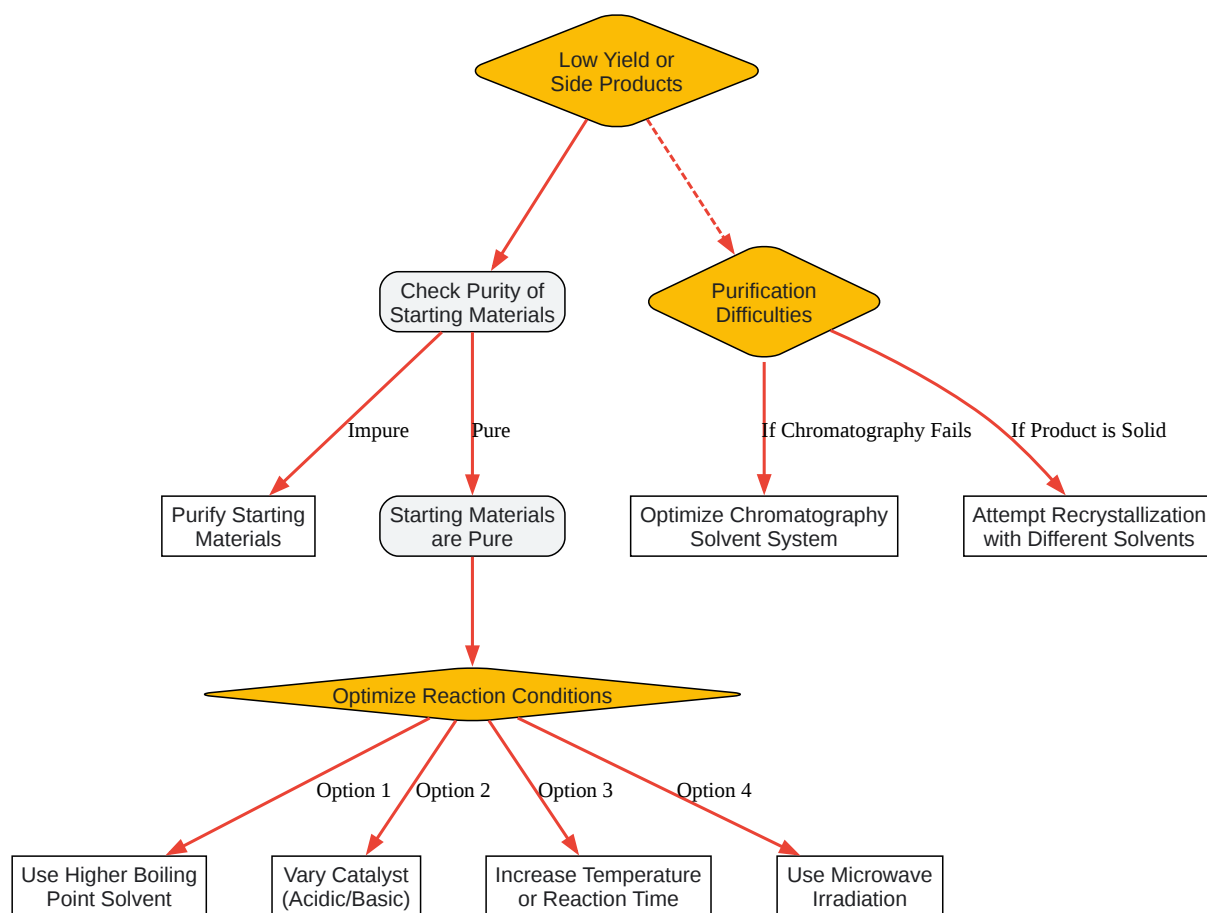 Low Yield or
Side Products
Check Purity of
Starting Materials
Purification
Difficulties
Impure
Pure
If Chromatography Fails
If Product is Solid
Purify Starting
Materials
Starting Materials
are Pure
Optimize Chromatography
Solvent System
Attempt Recrystallization
with Different Solvents
Optimize Reaction Conditions
Option 1
Option 2
Option 3
Option 4
Use Higher Boiling
Point Solvent
Vary Catalyst
(Acidic/Basic)
Increase Temperature
or Reaction Time
Use Microwave
Irradiation